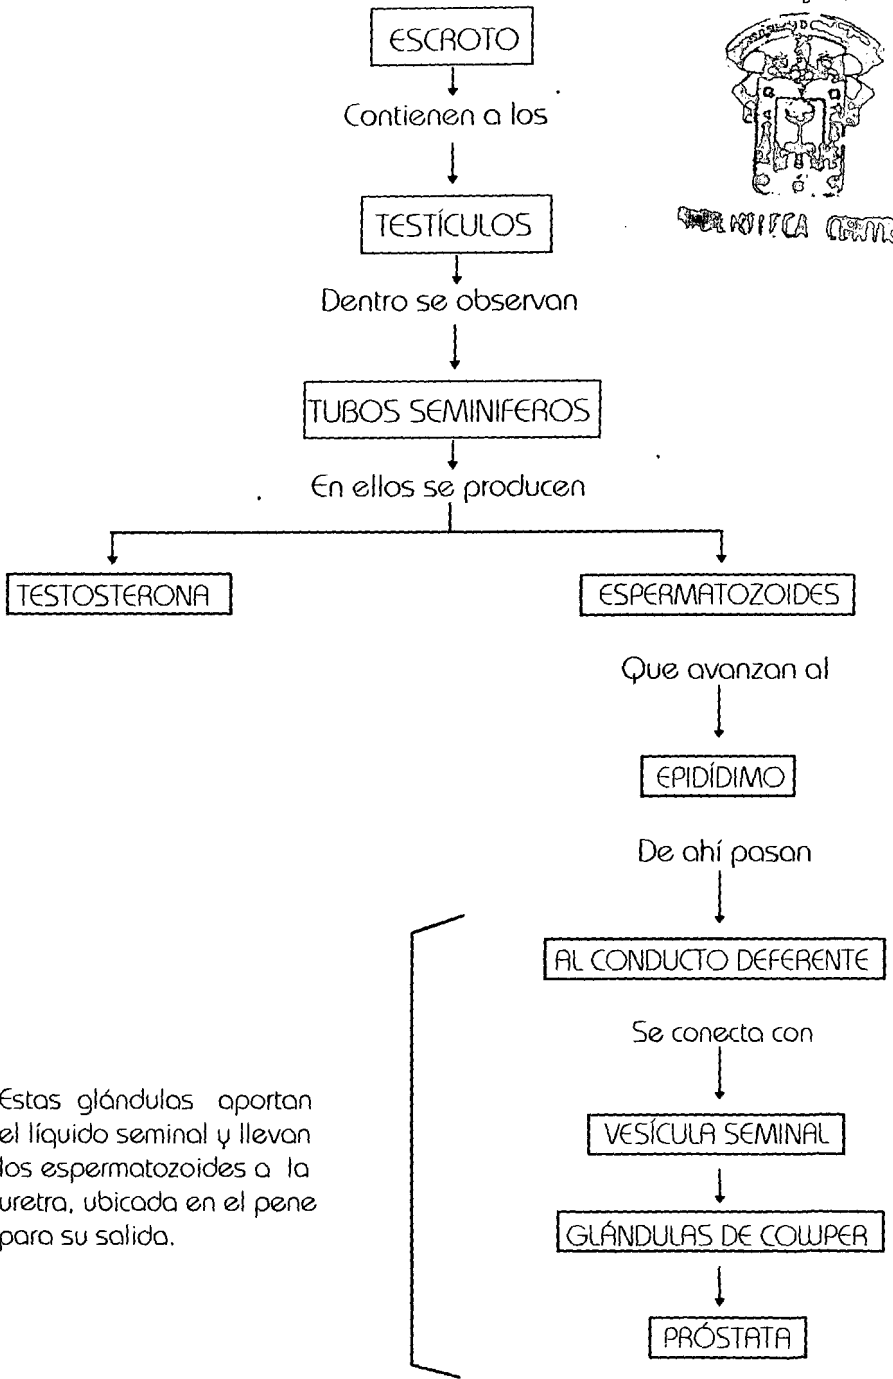 ESCROTO
Contienen a los
TESTÍCULOS
Dentro se observan
TUBOS SEMINIFEROS
En ellos se producen
TESTOSTERONA
ESPERMATOZOIDES
Que avanzan al
EPIDÍDIMO
De ahí pasan
AL CONDUCTO DEFERENTE
Se conecta con
VESÍCULA SEMINAL
GLÁNDULAS DE COWPER
PRÓSTATA
Estas glándulas aportan
el líquido seminal y llevan
los espermatozoides a la
uretra, ubicada en el pene
para su salida.